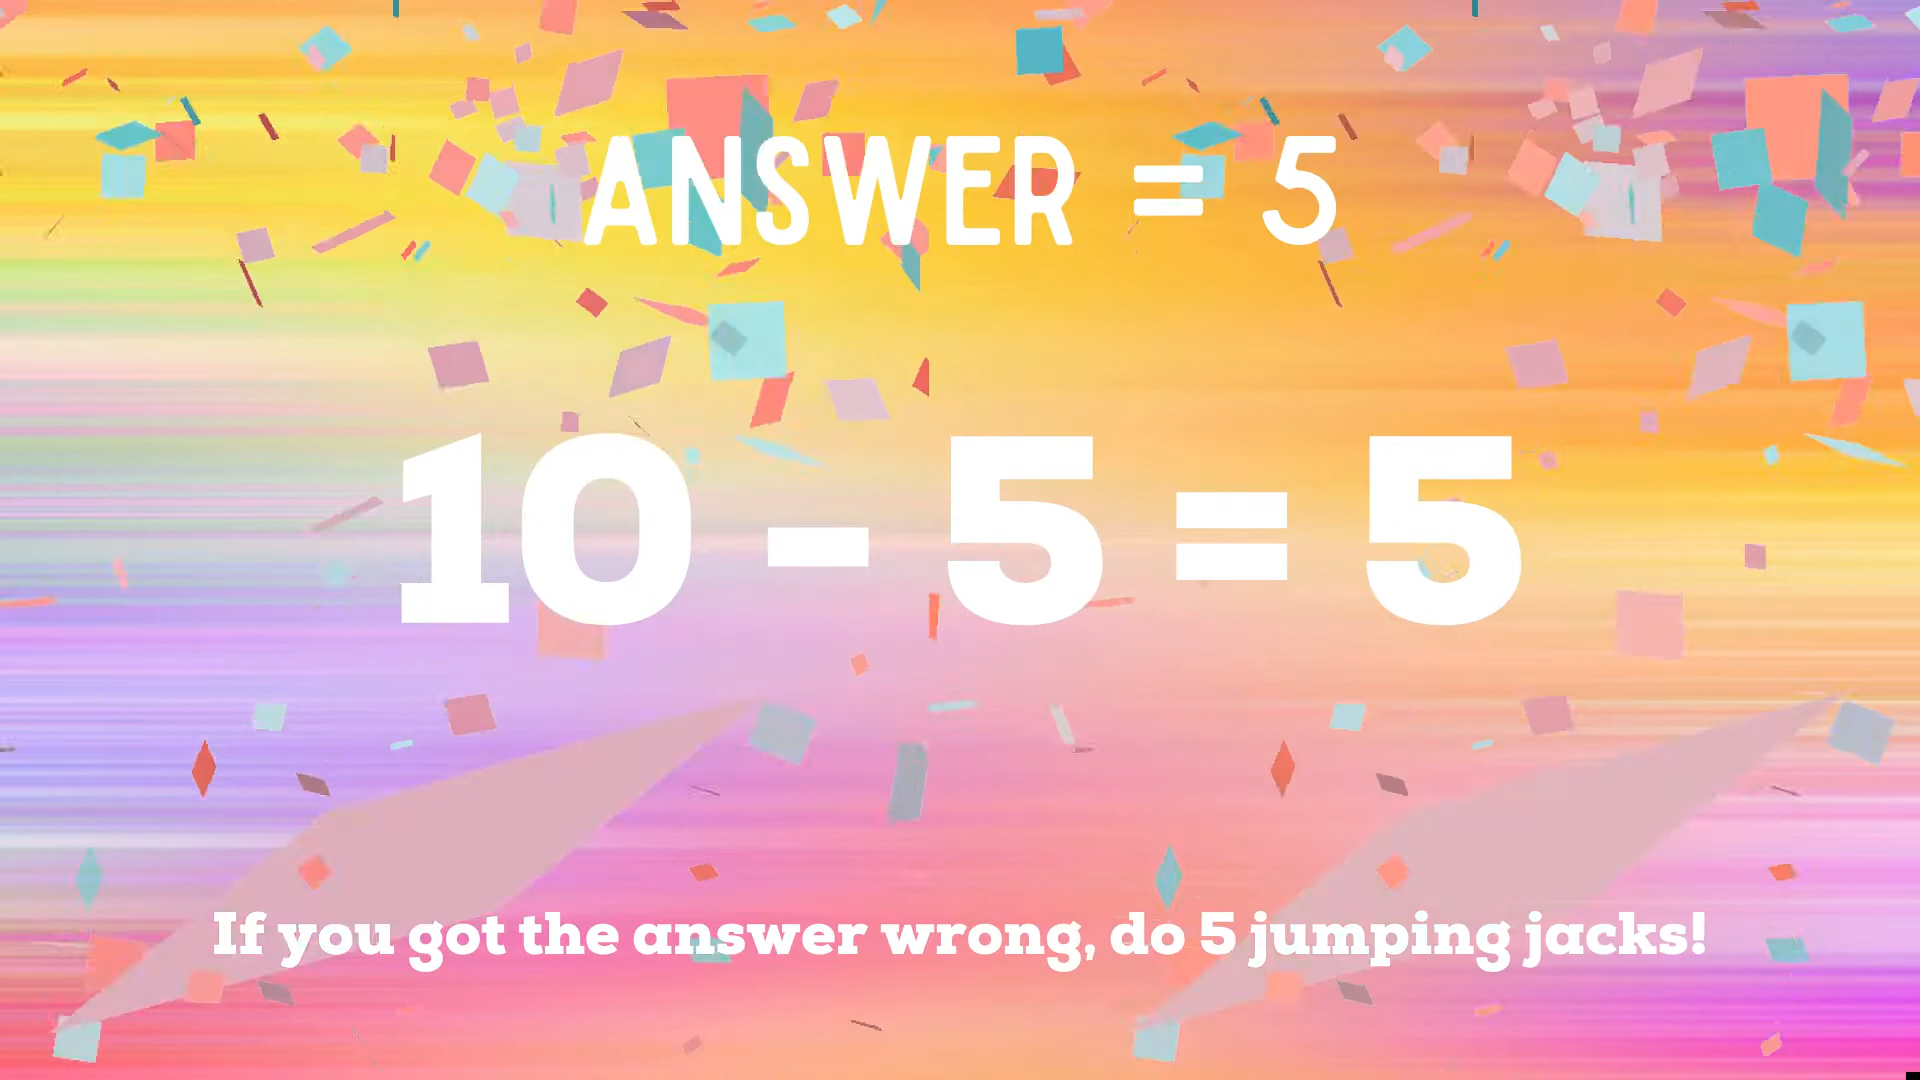 ANSWER = 5
10 - 5 = 5
If you got the answer wrong, do 5 jumping jacks!